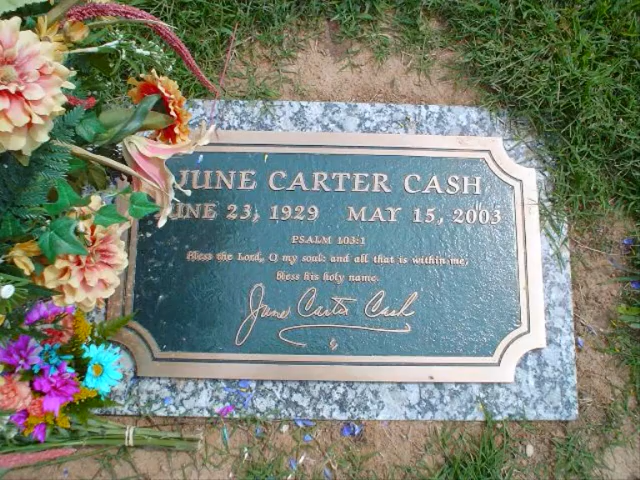 JUNE CARTER CASH
JUNE 23, 1929 MAY 15, 2003
PSALM 103:1
Bless the Lord, O my soul: and all that is within me,
bless his holy name.
June Carter Cash